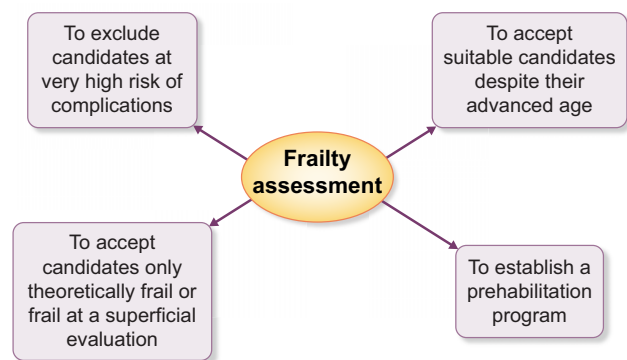 To exclude
candidates at
very high risk of
complications
To accept
suitable candidates
despite their
advanced age
Frailty
assessment
To accept
candidates only
theoretically frail or
frail at a superficial
evaluation
To establish a
prehabilitation
program